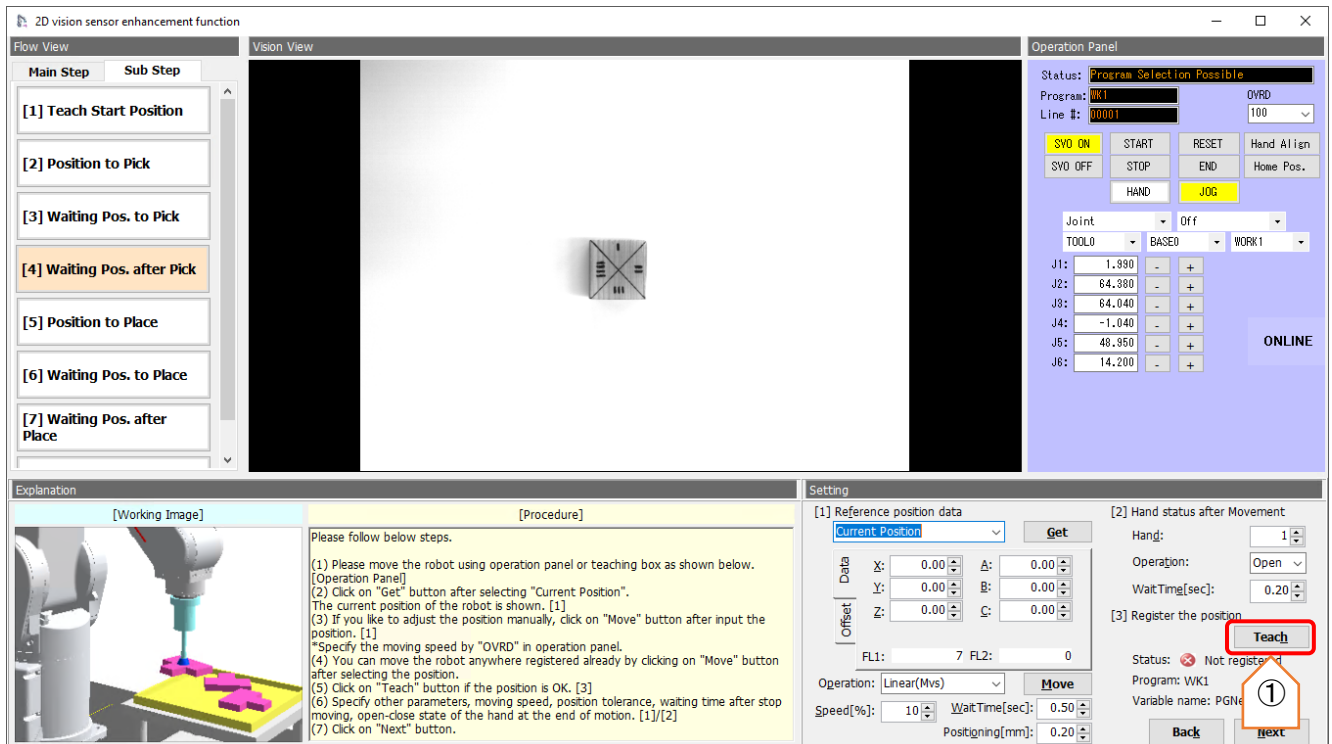 2D vision sensor enhancement function
Flow View
Vision View
Operation Panel
Main Step
Sub Step
[1] Teach Start Position
[2] Position to Pick
[3] Waiting Pos. to Pick
[4] Waiting Pos. after Pick
[5] Position to Place
[6] Waiting Pos. to Place
[7] Waiting Pos. after
Place
Status: Program Selection Possible
Program: WK1
OVRD
Line #: 00001
100
SVO ON START RESET Hand Align
SVO OFF STOP END Home Pos.
HAND JOG
Joint Off
TOOL0 BASE0 WORK1
J1: 1.990 - +
J2: 64.380 - +
J3: 64.040 - +
J4: -1.040 - +
J5: 48.950 - +
J6: 14.200 - +
ONLINE
Explanation
[Working Image]
[Procedure]
Please follow below steps.
(1) Please move the robot using operation panel or teaching box as shown below.
[Operation Panel]
(2) Click on "Get" button after selecting "Current Position".
The current position of the robot is shown. [1]
(3) If you like to adjust the position manually, click on "Move" button after input the
position. [1]
*Specify the moving speed by "OVRD" in operation panel.
(4) You can move the robot anywhere registered already by clicking on "Move" button
after selecting the position.
(5) Click on "Teach" button if the position is OK. [3]
(6) Specify other parameters, moving speed, position tolerance, waiting time after stop
moving, open-close state of the hand at the end of motion. [1]/[2]
(7) Click on "Next" button.
Setting
[1] Reference position data
Current Position
Get
Data
Offset
X: 0.00 A: 0.00
Y: 0.00 B: 0.00
Z: 0.00 C: 0.00
FL1: 7 FL2: 0
Operation: Linear(Mvs)
Move
Speed[%]: 10 WaitTime[sec]: 0.50
Positioning[mm]: 0.20
[2] Hand status after Movement
Hand: 1
Operation: Open
WaitTime[sec]: 0.20
[3] Register the position
Teach
Status: Not registered
Program: WK1
Variable name:
①
Back
Next